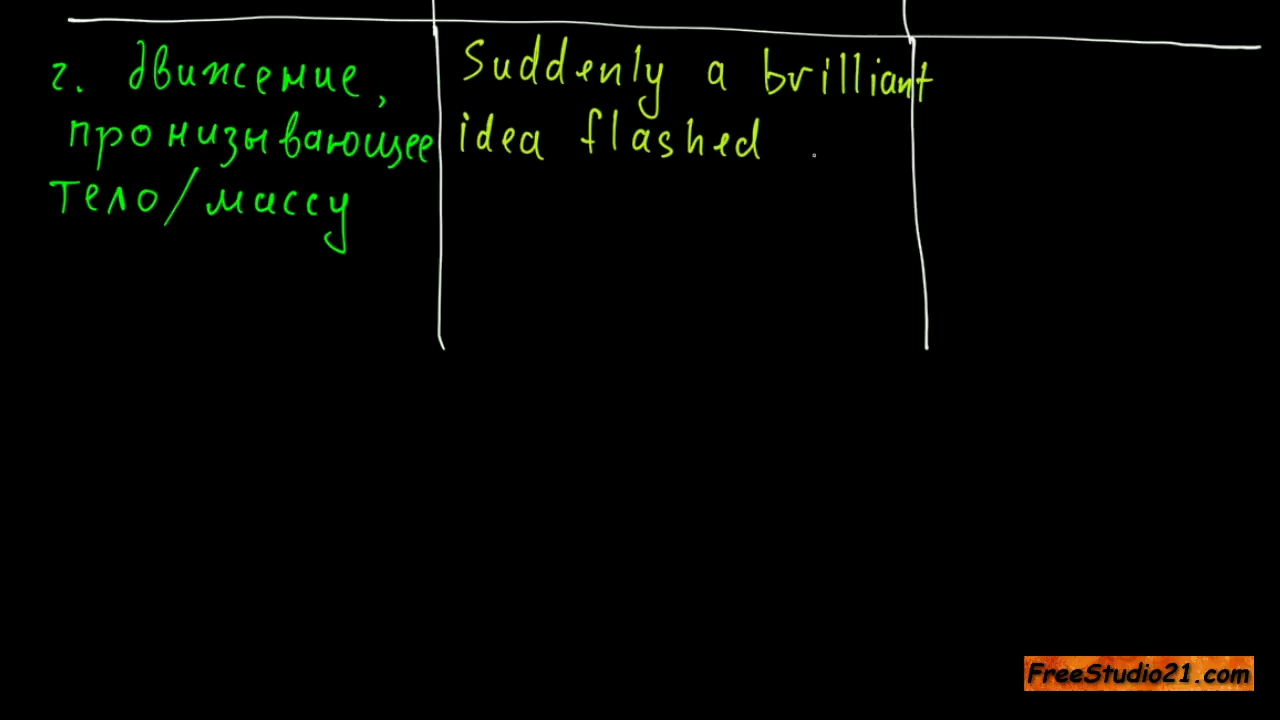 г. движение,
пронизывающее
тело/массу
Suddenly a brilliant
idea flashed
FreeStudio21.com